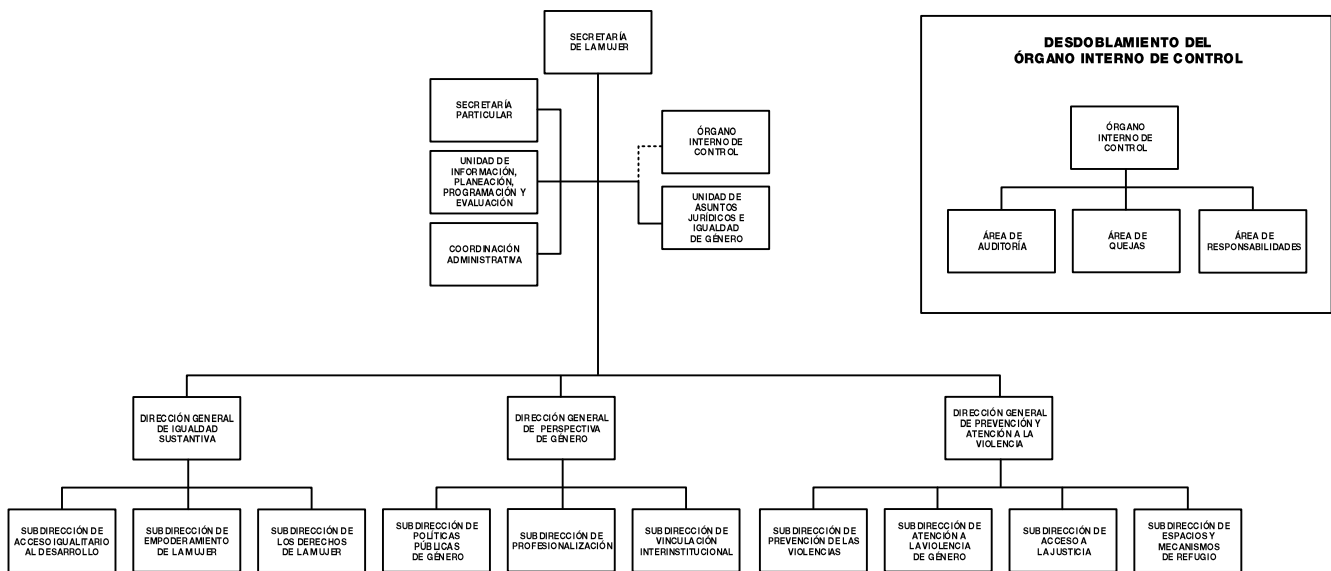 SECRETARÍA
DE LA MUJER
DESDOBLAMIENTO DEL
ÓRGANO INTERNO DE CONTROL
SECRETARÍA
PARTICULAR
UNIDAD DE
INFORMACIÓN,
PLANEACIÓN,
PROGRAMACIÓN Y
EVALUACIÓN
COORDINACIÓN
ADMINISTRATIVA
ÓRGANO
INTERNO DE
CONTROL
UNIDAD DE
ASUNTOS
JURÍDICOS E
IGUALDAD
DE GÉNERO
ÓRGANO
INTERNO DE
CONTROL
ÁREA DE
AUDITORÍA
ÁREA DE
QUEJAS
ÁREA DE
RESPONSABILIDADES
DIRECCIÓN GENERAL
DE IGUALDAD
SUSTANTIVA
DIRECCIÓN GENERAL
DE PERSPECTIVA
DE GÉNERO
DIRECCIÓN GENERAL
DE PREVENCIÓN Y
ATENCIÓN A LA
VIOLENCIA
SUBDIRECCIÓN DE
ACCESO IGUALITARIO
AL DESARROLLO
SUBDIRECCIÓN DE
EMPODERAMIENTO
DE LA MUJER
SUBDIRECCIÓN DE
LOS DERECHOS
DE LA MUJER
SUBDIRECCIÓN DE
POLÍTICAS
PÚBLICAS
DE GÉNERO
SUBDIRECCIÓN DE
PROFESIONALIZACIÓN
SUBDIRECCIÓN DE
VINCULACIÓN
INTERINSTITUCIONAL
SUBDIRECCIÓN DE
PREVENCIÓN DE LAS
VIOLENCIAS
SUBDIRECCIÓN DE
ATENCIÓN A
LA VIOLENCIA
DE GÉNERO
SUBDIRECCIÓN DE
ACCESO A
LA JUSTICIA
SUBDIRECCIÓN DE
ESPACIOS Y
MECANISMOS
DE REFUGIO